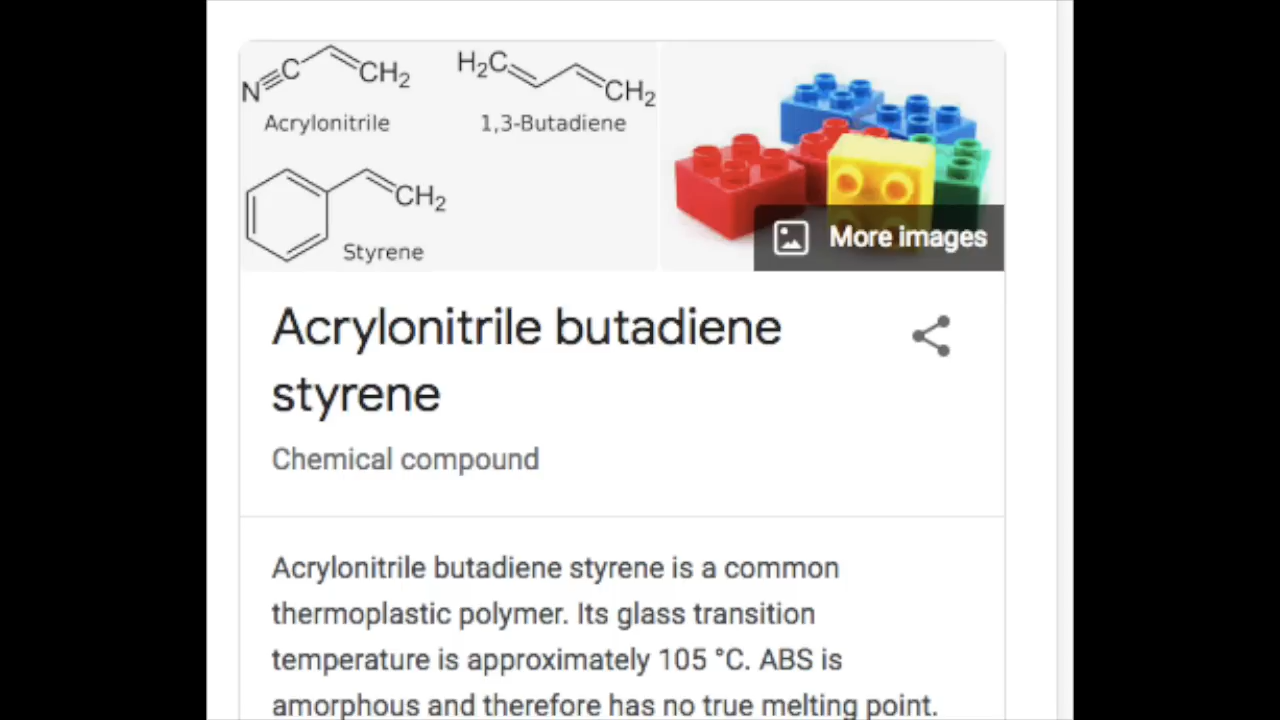 N≡C CH2 H2C CH2
Acrylonitrile 1,3-Butadiene
CH2
Styrene
More images
Acrylonitrile butadiene
styrene
Chemical compound
Acrylonitrile butadiene styrene is a common
thermoplastic polymer. Its glass transition
temperature is approximately 105 °C. ABS is
amorphous and therefore has no true melting point.